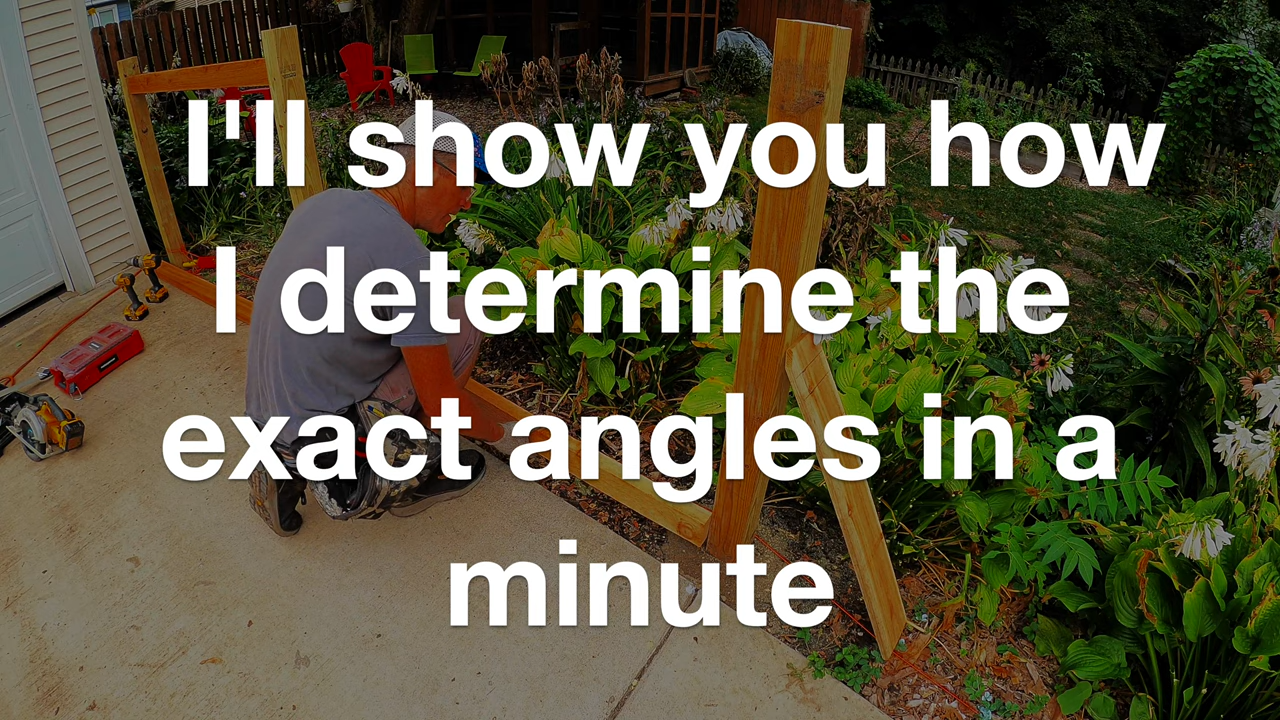 I'll show you how
I determine the
exact angles in a
minute